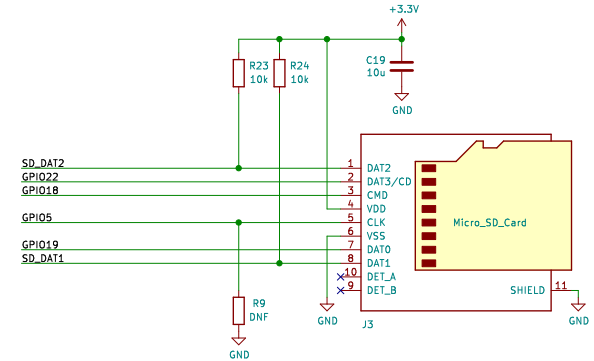 +3.3V
R23
10k
R24
10k
C19
10u
GND
SD_DAT2
1
DAT2
GPIO22
2
DAT3/CD
GPIO18
3
CMD
4
VDD
GPIO5
5
CLK
6
VSS
GPIO19
7
DAT0
SD_DAT1
8
DAT1
10
DET_A
9
DET_B
Micro_SD_Card
SHIELD
11
R9
DNF
GND
J3
GND
GND